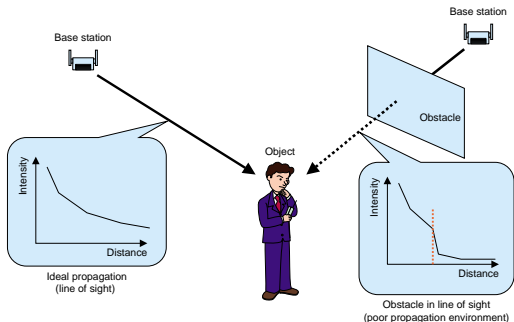 Base station
Base station
Obstacle
Object
Intensity
Distance
Intensity
Distance
Ideal propagation
(line of sight)
Obstacle in line of sight
(poor propagation environment)